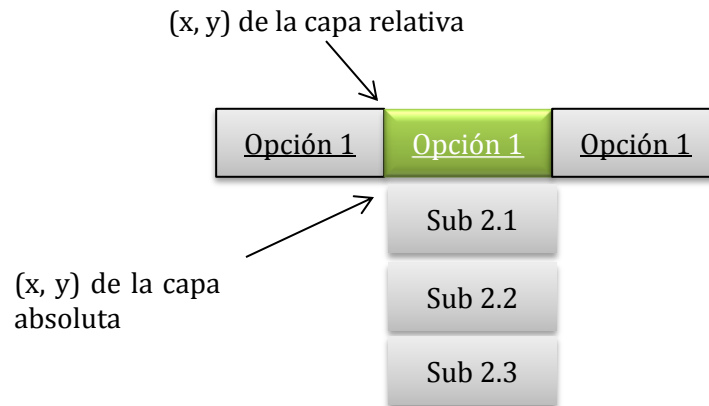 (x, y) de la capa relativa
Opción 1
Opción 1
Opción 1
Sub 2.1
(x, y) de la capa
absoluta
Sub 2.2
Sub 2.3